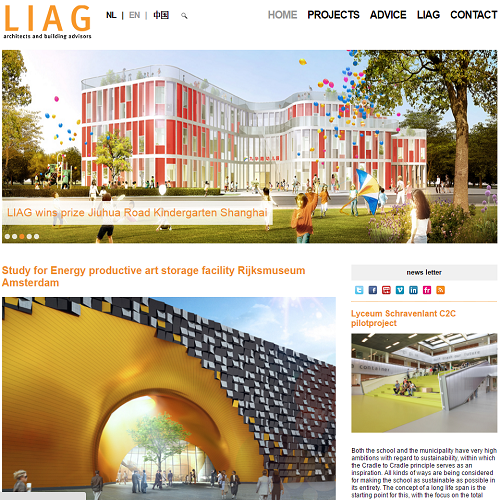 LIAG
architects and building advisors
NL | EN | 中国
HOME PROJECTS ADVICE LIAG CONTACT
LIAG wins prize Jiuhua Road Kindergarten Shanghai
Study for Energy productive art storage facility Rijksmuseum
Amsterdam
news letter
Lyceum Schravenlant C2C
pilotproject
Both the school and the municipality have very high
ambitions with regard to sustainability, within which
the Cradle to Cradle principle serves as an
inspiration. All kinds of ways are being considered
for making the school as sustainable as possible in
its entirety. The concept of a long life span is the
starting point for this, with the focus on the total